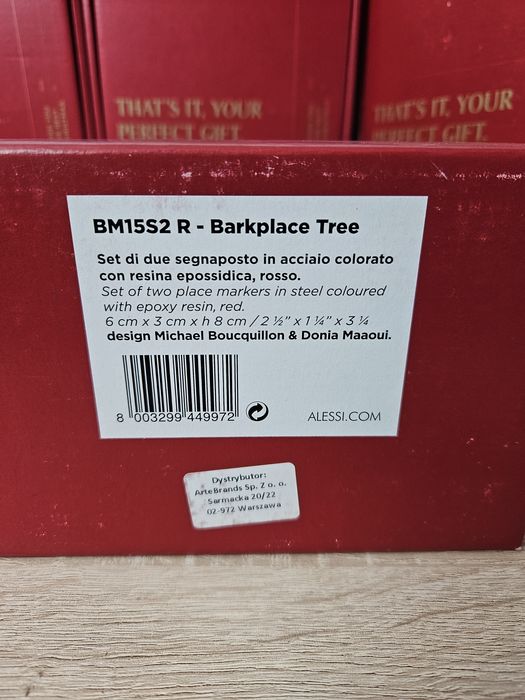 THAT'S IT, YOUR
PERFECT GIFT.
THAT'S IT, YOUR
PERFECT GIFT.
BM15S2 R - Barkplace Tree
Set di due segnaposto in acciaio colorato
con resina epossidica, rosso.
Set of two place markers in steel coloured
with epoxy resin, red.
6 cm x 3 cm x h 8 cm / 2 ½" x 1 ¼" x 3 ¼
design Michael Boucquillon & Donia Maaoui.
8 003299 449972
ALESSI.COM
Dystrybutor:
ArteBrands Sp. Z o. o.
Sarmacka 20/22
02-972 Warszawa